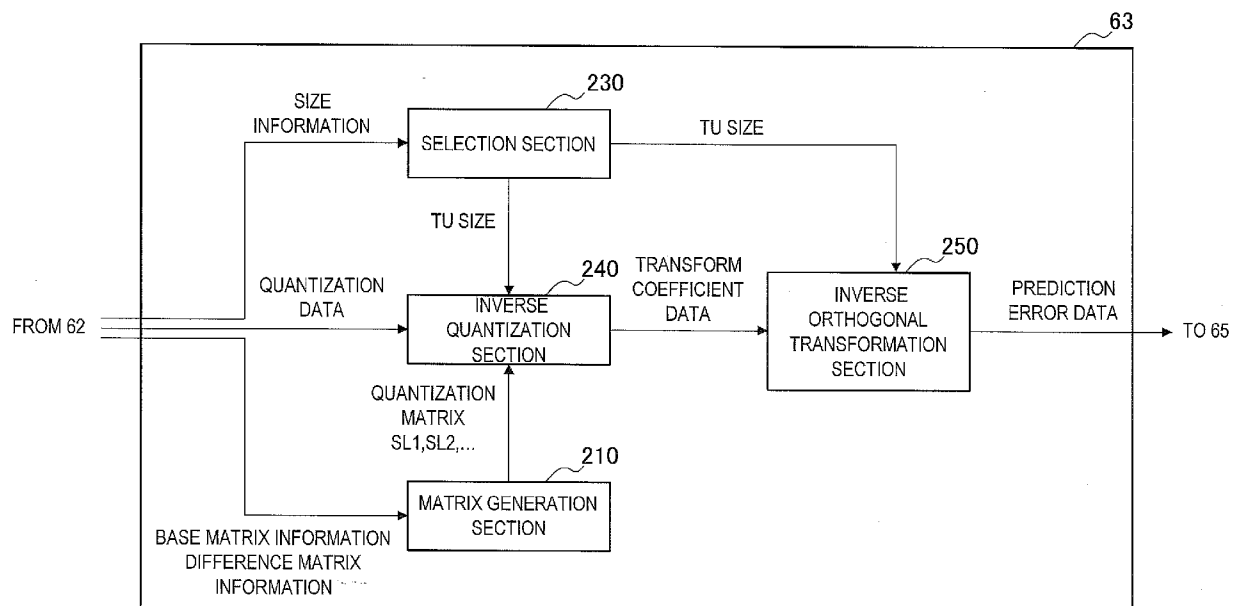 63
230
SIZE
INFORMATION
SELECTION SECTION
TU SIZE
TU SIZE
240
250
QUANTIZATION
DATA
TRANSFORM
COEFFICIENT
DATA
PREDICTION
ERROR DATA
FROM 62
INVERSE
QUANTIZATION
SECTION
INVERSE
ORTHOGONAL
TRANSFORMATION
SECTION
TO 65
QUANTIZATION
MATRIX
SL1,SL2,...
210
MATRIX GENERATION
SECTION
BASE MATRIX INFORMATION
DIFFERENCE MATRIX
INFORMATION